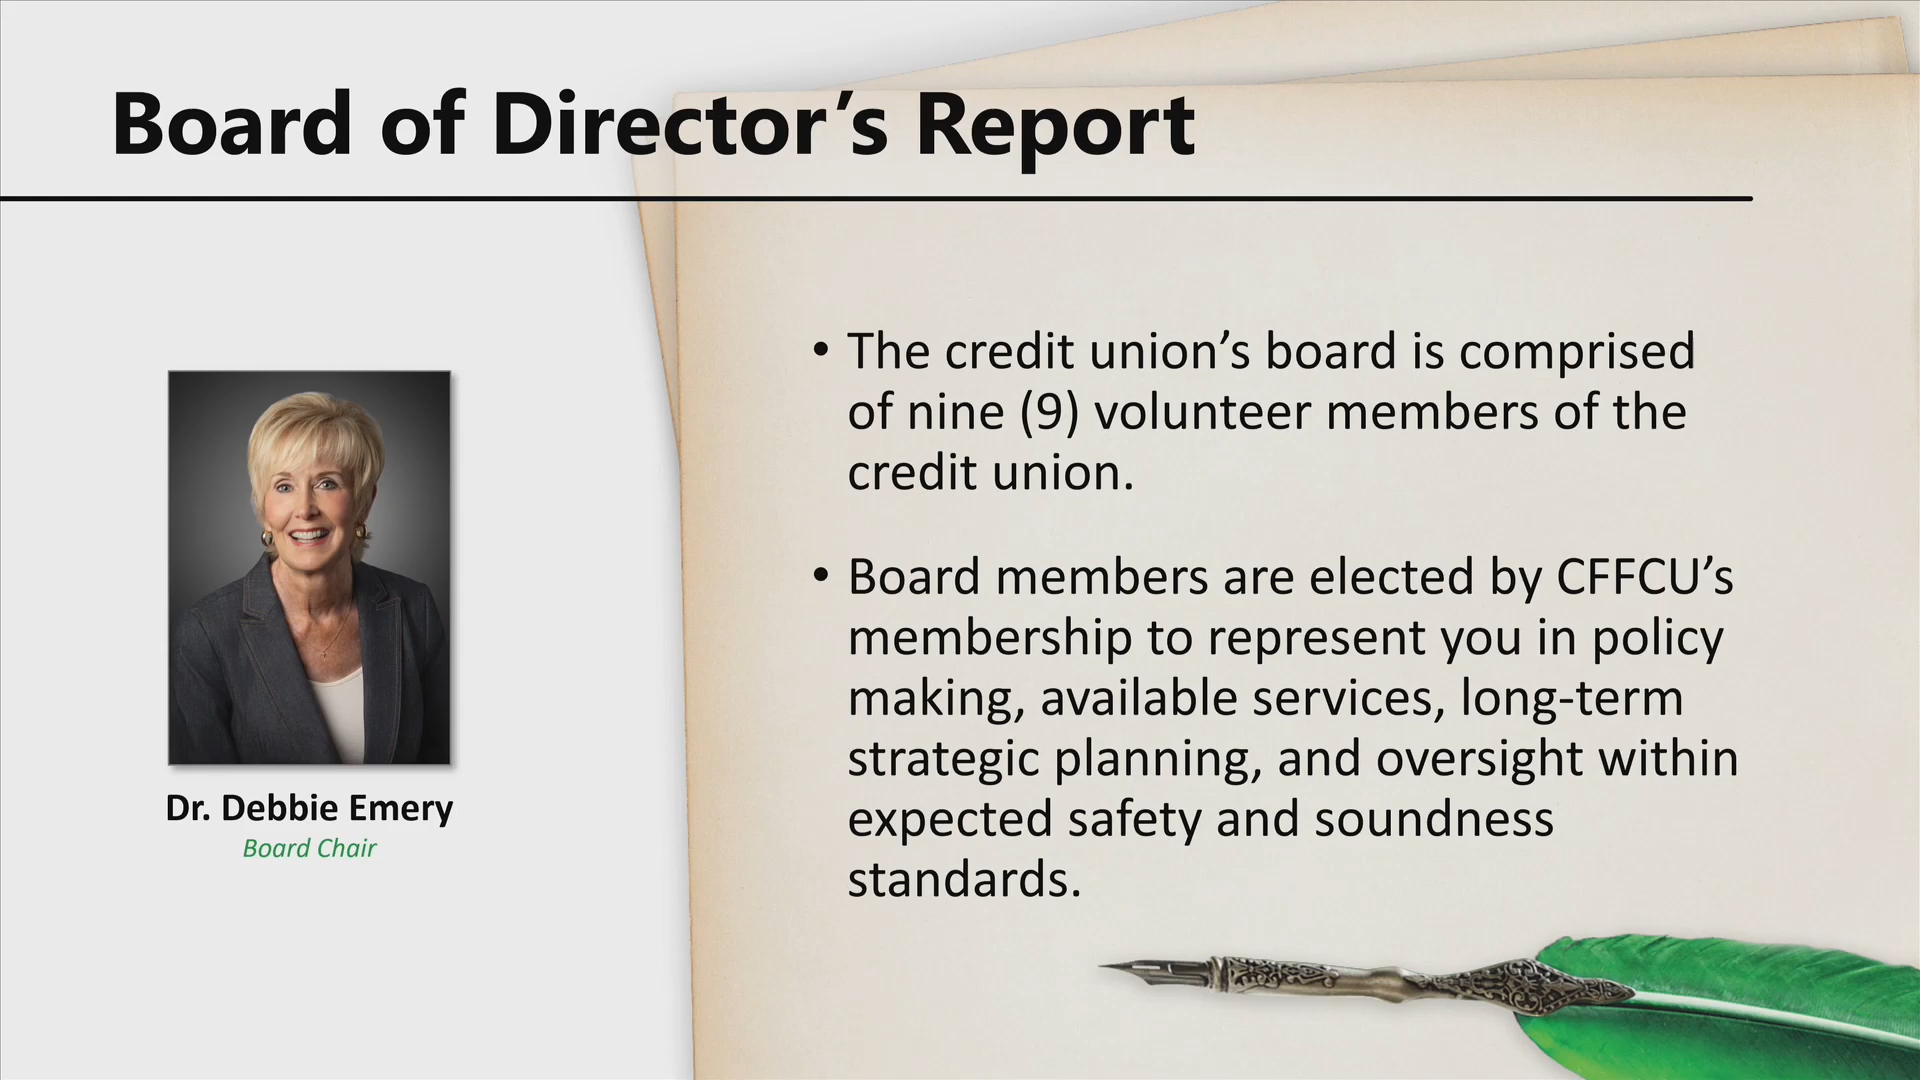 Board of Director’s Report
Dr. Debbie Emery
Board Chair
• The credit union’s board is comprised
of nine (9) volunteer members of the
credit union.
• Board members are elected by CFFCU’s
membership to represent you in policy
making, available services, long-term
strategic planning, and oversight within
expected safety and soundness
standards.